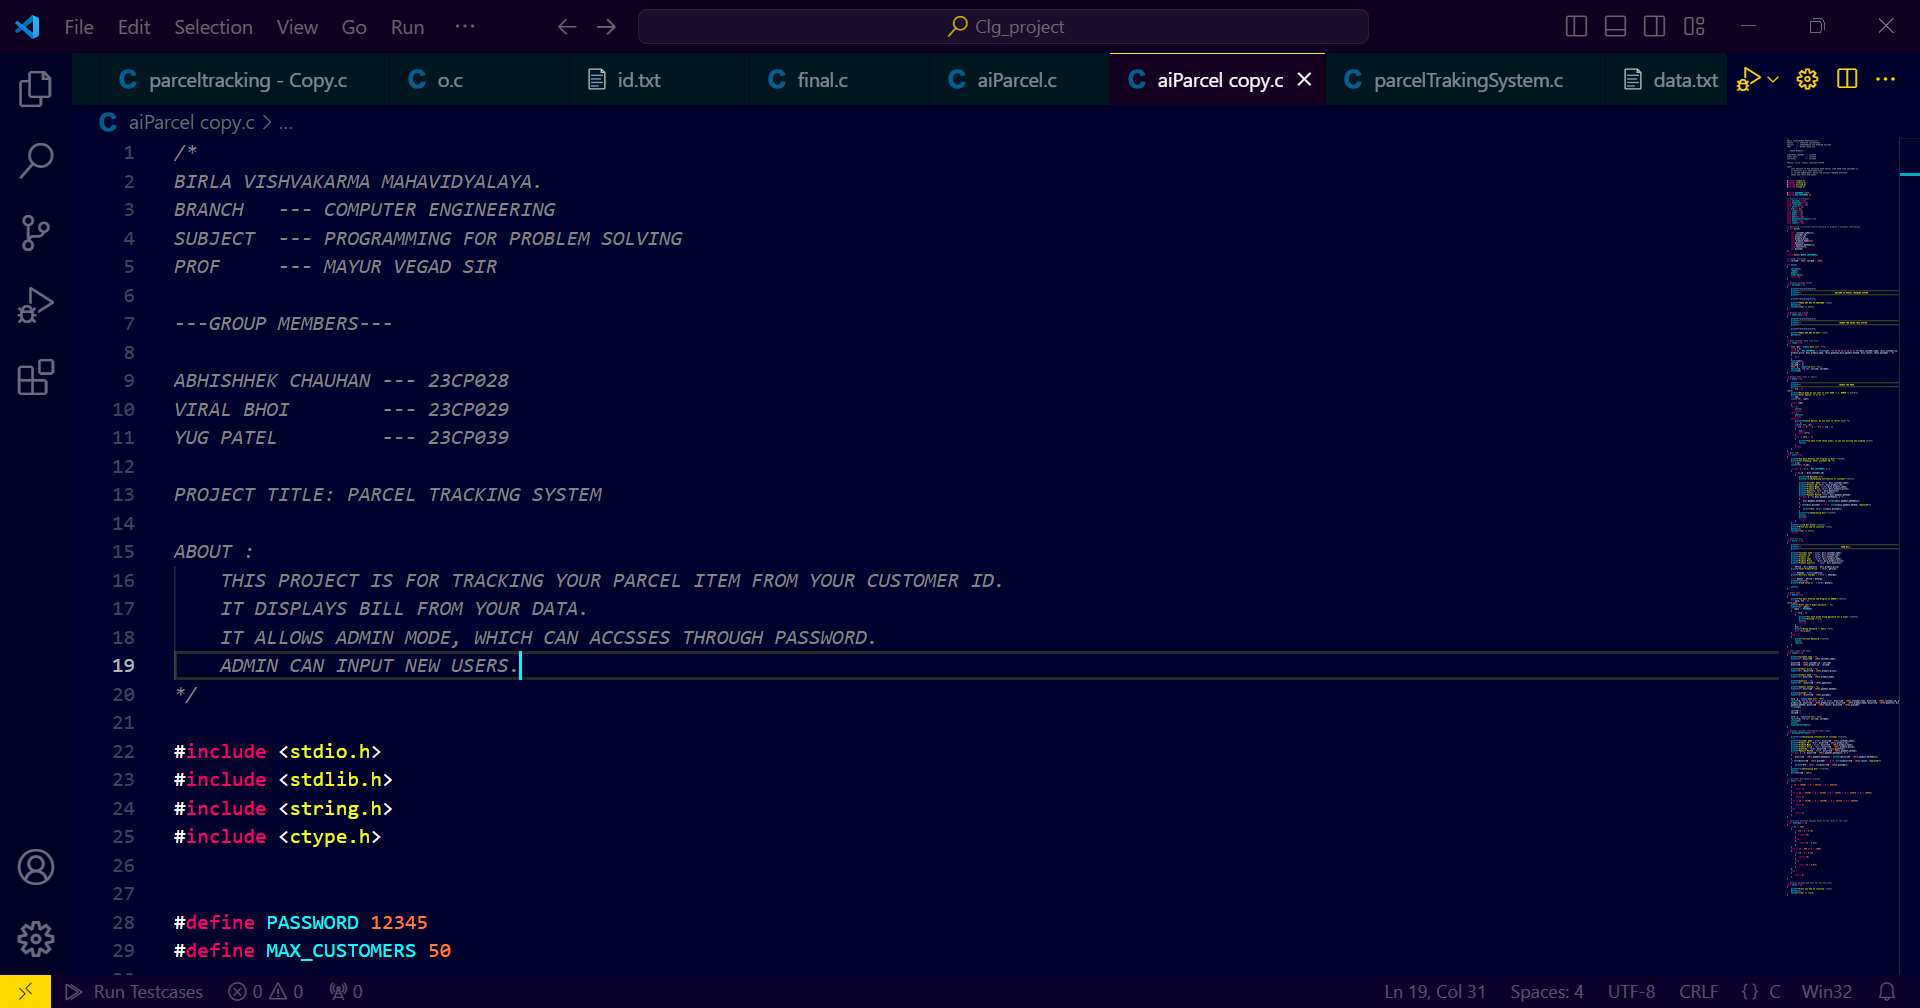 File Edit Selection View Go Run ···
Clg_project
parceltracking - Copy.c
o.c
id.txt
final.c
aiParcel.c
aiParcel copy.c
parcelTrakingSystem.c
data.txt
aiParcel copy.c > ...
1 /*
2 BIRLA VISHVAKARMA MAHAVIDYALAYA.
3 BRANCH --- COMPUTER ENGINEERING
4 SUBJECT --- PROGRAMMING FOR PROBLEM SOLVING
5 PROF --- MAYUR VEGAD SIR
6
7 ---GROUP MEMBERS---
8
9 ABHISHHEK CHAUHAN --- 23CP028
10 VIRAL BHOI --- 23CP029
11 YUG PATEL --- 23CP039
12
13 PROJECT TITLE: PARCEL TRACKING SYSTEM
14
15 ABOUT :
16 THIS PROJECT IS FOR TRACKING YOUR PARCEL ITEM FROM YOUR CUSTOMER ID.
17 IT DISPLAYS BILL FROM YOUR DATA.
18 IT ALLOWS ADMIN MODE, WHICH CAN ACCSSES THROUGH PASSWORD.
19 ADMIN CAN INPUT NEW USERS.
20 */
21
22 #include <stdio.h>
23 #include <stdlib.h>
24 #include <string.h>
25 #include <ctype.h>
26
27
28 #define PASSWORD 12345
29 #define MAX_CUSTOMERS 50
Run Testcases 0 0 0 Ln 19, Col 31 Spaces: 4 UTF-8 CRLF {} C Win32